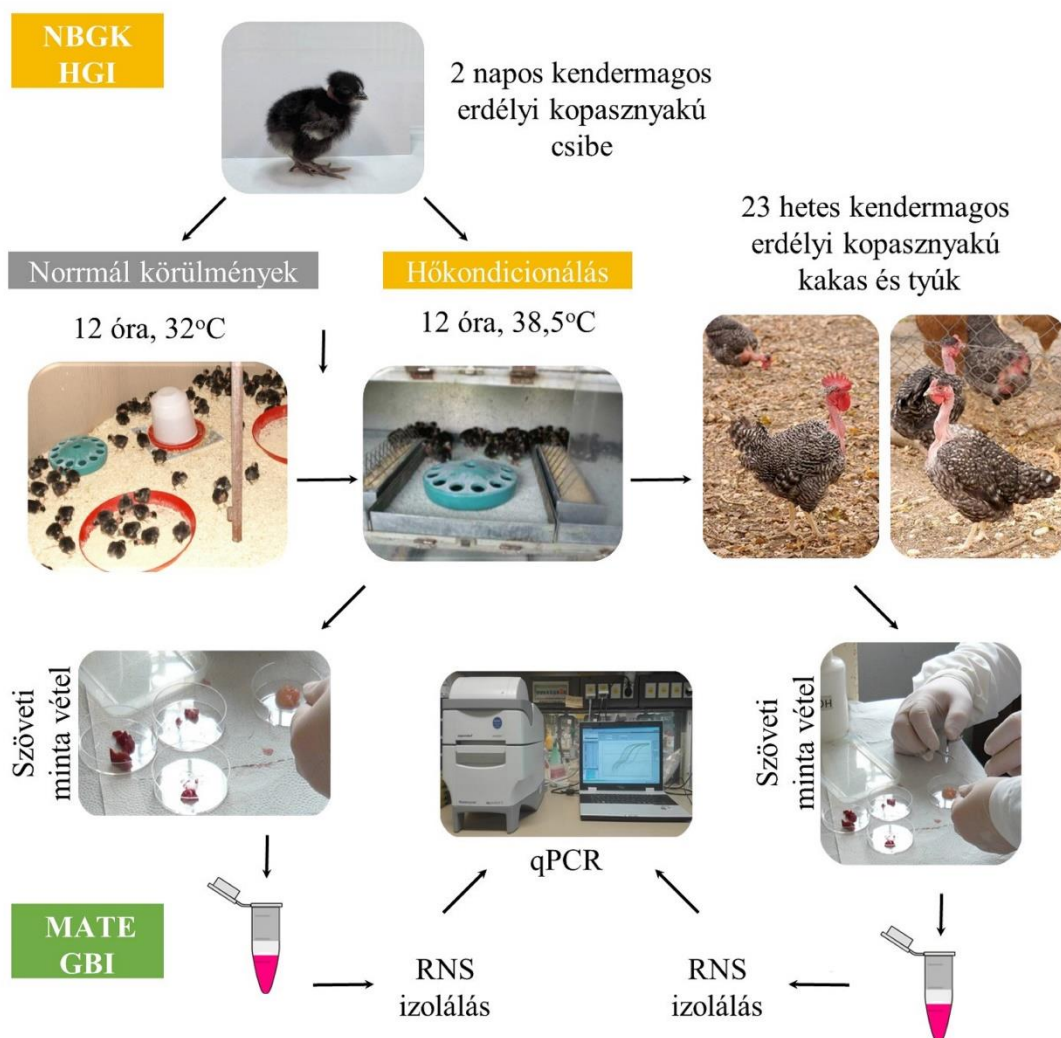 NBGK
HGI
2 napos kendermagos
erdélyi kopasznyakú
csibe
23 hetes kendermagos
erdélyi kopasznyakú
kakas és tyúk
Norrmál körülmények
Hőkondicionálás
12 óra, 32°C
12 óra, 38,5°C
Szöveti
minta vétel
Szöveti
minta vétel
qPCR
MATE
GBI
RNS
izolálás
RNS
izolálás